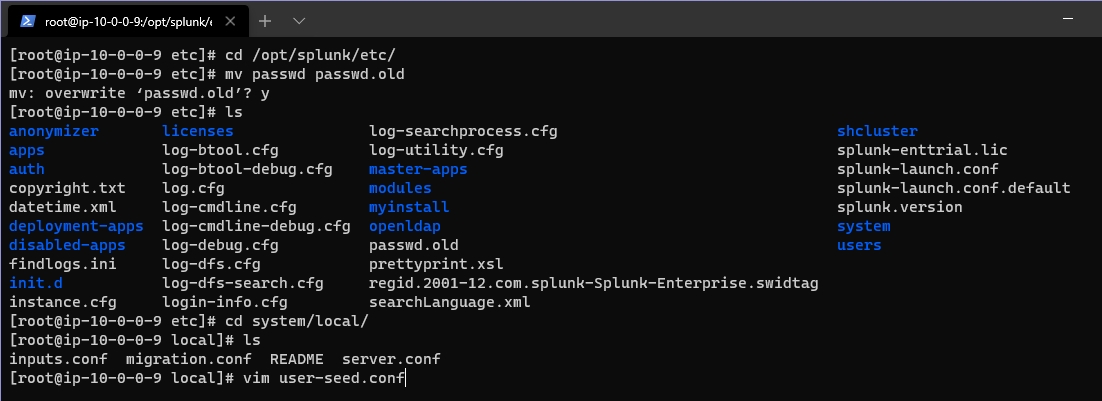 root@ip-10-0-0-9:/opt/splunk/e
[root@ip-10-0-0-9 etc]# cd /opt/splunk/etc/
[root@ip-10-0-0-9 etc]# mv passwd passwd.old
mv: overwrite ‘passwd.old’? y
[root@ip-10-0-0-9 etc]# ls
anonymizer licenses log-searchprocess.cfg shcluster
apps log-btool.cfg log-utility.cfg splunk-enttrial.lic
auth log-btool-debug.cfg master-apps splunk-launch.conf
copyright.txt log.cfg modules splunk-launch.conf.default
datetime.xml log-cmdline.cfg myinstall splunk.version
deployment-apps log-cmdline-debug.cfg openldap system
disabled-apps log-debug.cfg passwd.old users
findlogs.ini log-dfs.cfg prettyprint.xsl
init.d log-dfs-search.cfg regid.2001-12.com.splunk-Splunk-Enterprise.swidtag
instance.cfg login-info.cfg searchLanguage.xml
[root@ip-10-0-0-9 etc]# cd system/local/
[root@ip-10-0-0-9 local]# ls
inputs.conf migration.conf README server.conf
[root@ip-10-0-0-9 local]# vim user-seed.conf